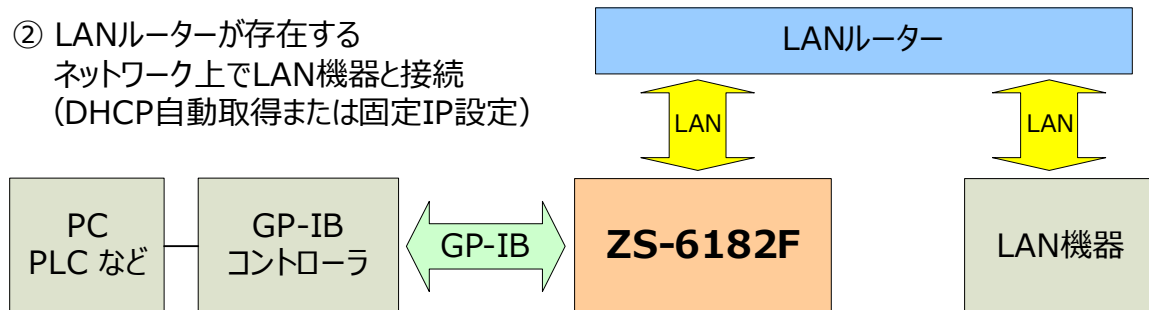 ② LANルーターが存在する
ネットワーク上でLAN機器と接続
（DHCP自動取得または固定IP設定）
LANルーター
LAN
LAN
PC
PLC など
GP-IB
コントローラ
GP-IB
ZS-6182F
LAN機器